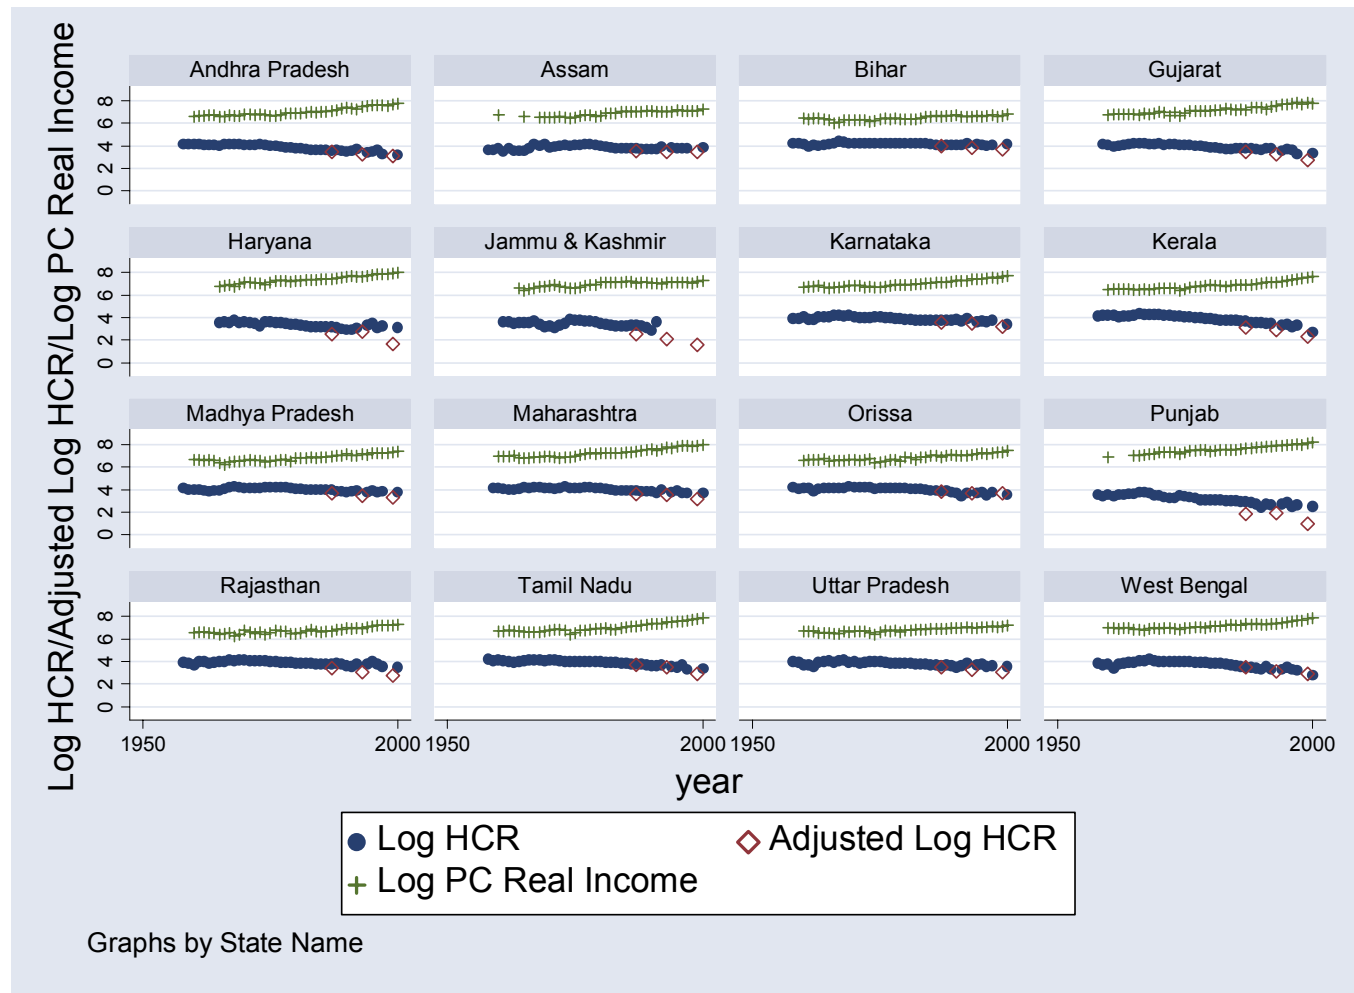 Log HCR/Adjusted Log HCR/Log PC Real Income
Andhra Pradesh Assam Bihar Gujarat
8
6
4
2
0
Haryana Jammu & Kashmir Karnataka Kerala
8
6
4
2
0
Madhya Pradesh Maharashtra Orissa Punjab
8
6
4
2
0
Rajasthan Tamil Nadu Uttar Pradesh West Bengal
8
6
4
2
0
1950 2000 1950 2000 1950 2000 1950 2000
year
Log HCR Adjusted Log HCR
Log PC Real Income
Graphs by State Name